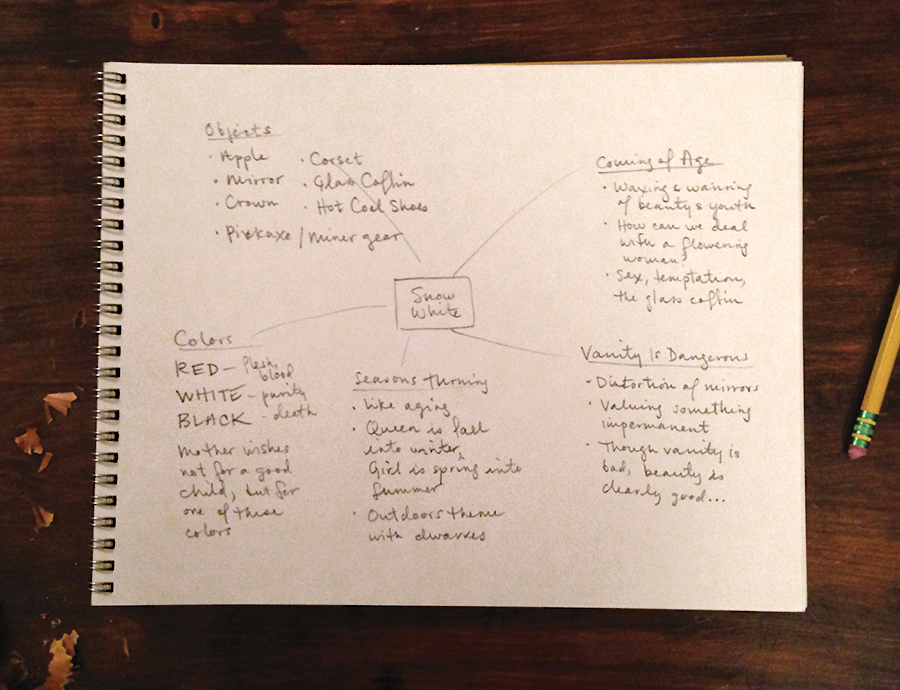 Objects
· Apple
· Mirror
· Crown
· Pickaxe / miner gear
· Corset
· Glass Coffin
· Hot Coal Shoes
Coming of Age
· Waxing & wanning
of beauty & youth
· How can we deal
with a flowering
woman?
· Sex, temptation,
the glass coffin
Snow
White
Colors
RED – flesh,
blood
WHITE – purity
BLACK - death
Mother wishes
not for a good
child, but for
one of these
colors
Seasons Turning
· Like aging
· Queen is fall
into winter,
Girl is spring into
Summer
· Outdoors theme
with dwarves
Vanity Is Dangerous
· Distortion of mirrors
· Valuing something
impermanent
· Though vanity is
bad, beauty is
clearly good...